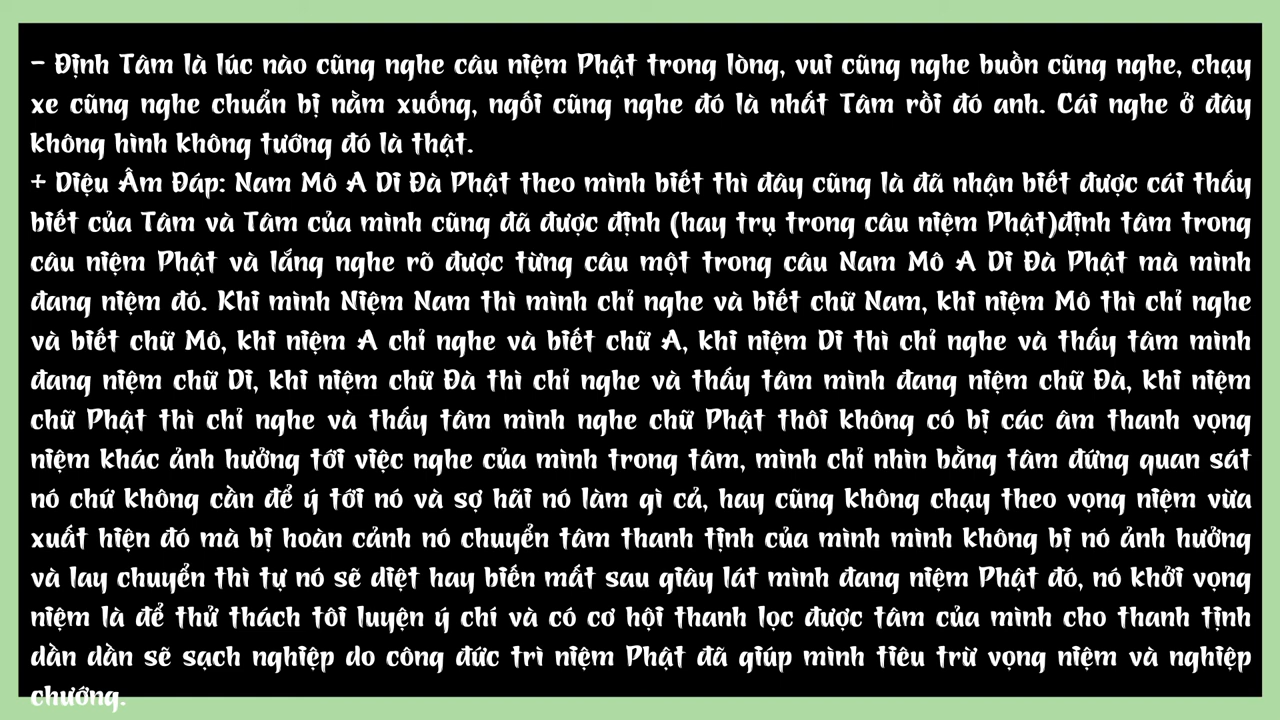 – Định Tâm là lúc nào cũng nghe câu niệm Phật trong lòng, vui cũng nghe buồn cũng nghe, chạy
xe cũng nghe chuẩn bị nằm xuống, ngối cũng nghe đó là nhất Tâm rồi đó anh. Cái nghe ở đây
không hình không tướng đó là thật.
+ Diệu Âm Đáp: Nam Mô A Di Đà Phật theo mình biết thì đây cũng là đã nhận biết được cái thấy
biết của Tâm và Tâm của mình cũng đã được định (hay trụ trong câu niệm Phật)định tâm trong
câu niệm Phật và lắng nghe rõ được từng câu một trong câu Nam Mô A Di Đà Phật mà mình
đang niệm đó. Khi mình Niệm Nam thì mình chỉ nghe và biết chữ Nam, khi niệm Mô thì chỉ nghe
và biết chữ Mô, khi niệm A chỉ nghe và biết chữ A, khi niệm Di thì chỉ nghe và thấy tâm mình
đang niệm chữ Di, khi niệm chữ Đà thì chỉ nghe và thấy tâm mình đang niệm chữ Đà, khi niệm
chữ Phật thì chỉ nghe và thấy tâm mình nghe chữ Phật thôi không có bị các âm thanh vọng
niệm khác ảnh hưởng tới việc nghe của mình trong tâm, mình chỉ nhìn bằng tâm đứng quan sát
nó chứ không cần để ý tới nó và sợ hãi nó làm gì cả, hay cũng không chạy theo vọng niệm vừa
xuất hiện đó mà bị hoàn cảnh nó chuyển tâm thanh tịnh của mình mình không bị nó ảnh hưởng
và lay chuyển thì tự nó sẽ diệt hay biến mất sau giây lát mình đang niệm Phật đó, nó khởi vọng
niệm là để thử thách tôi luyện ý chí và có cơ hội thanh lọc được tâm của mình cho thanh tịnh
dần dần sẽ sạch nghiệp do công đức trì niệm Phật đã giúp mình tiêu trừ vọng niệm và nghiệp
chướng.